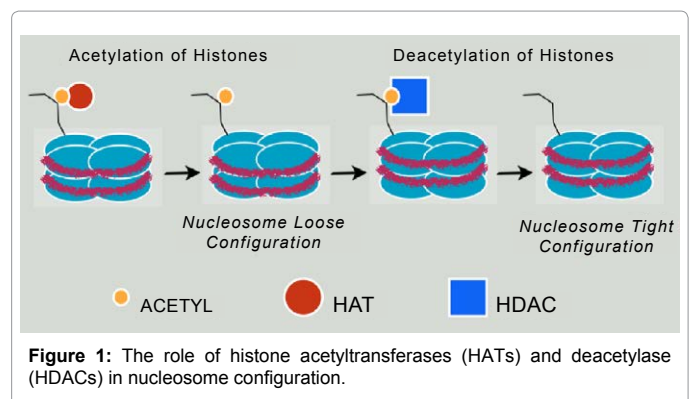 Acetylation of Histones
Deacetylation of Histones
Nucleosome Loose
Configuration
Nucleosome Tight
Configuration
ACETYL
HAT
HDAC
Figure 1: The role of histone acetyltransferases (HATs) and deacetylase
(HDACs) in nucleosome configuration.